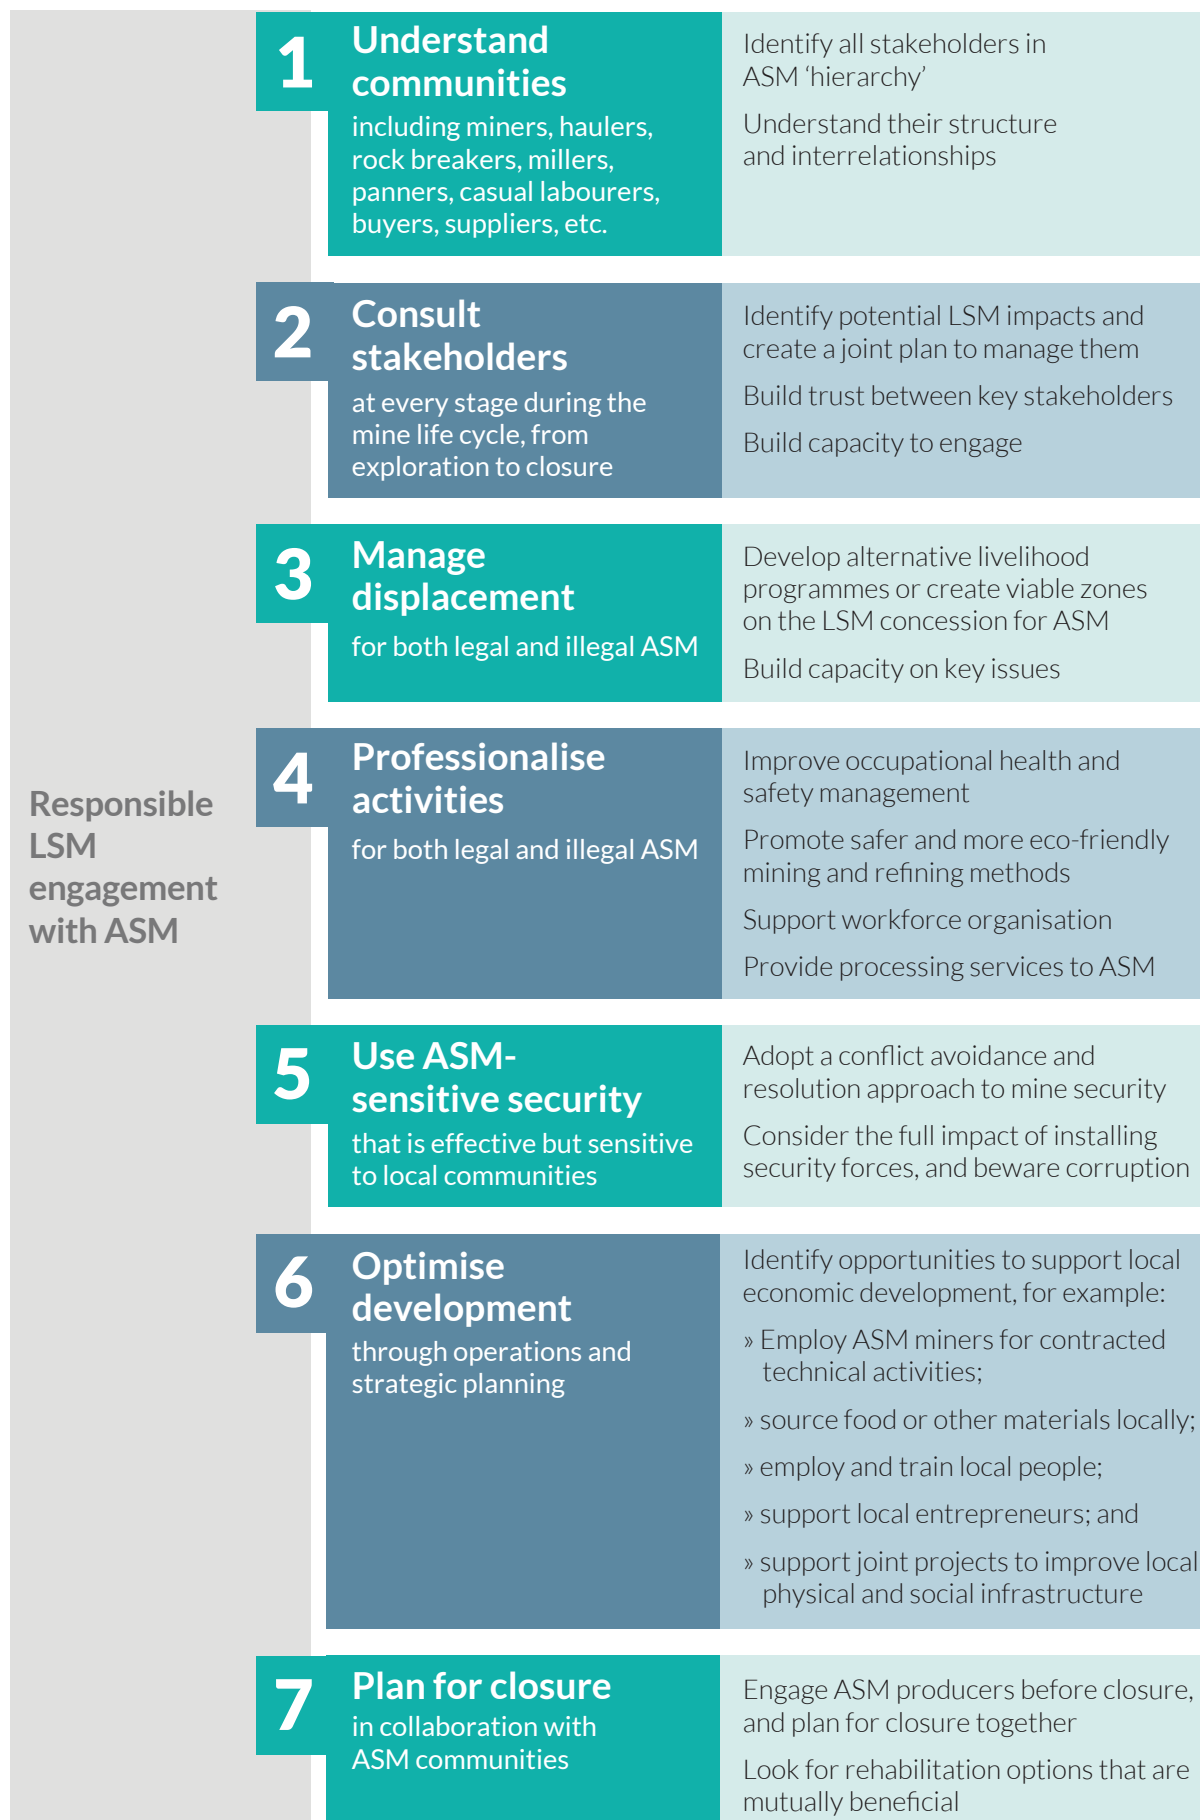 Responsible
LSM
engagement
with ASM
1
Understand
communities
including miners, haulers,
rock breakers, millers,
panners, casual labourers,
buyers, suppliers, etc.
Identify all stakeholders in
ASM ‘hierarchy’
Understand their structure
and interrelationships
2
Consult
stakeholders
at every stage during the
mine life cycle, from
exploration to closure
Identify potential LSM impacts and
create a joint plan to manage them
Build trust between key stakeholders
Build capacity to engage
3
Manage
displacement
for both legal and illegal ASM
Develop alternative livelihood
programmes or create viable zones
on the LSM concession for ASM
Build capacity on key issues
4
Professionalise
activities
for both legal and illegal ASM
Improve occupational health and
safety management
Promote safer and more eco-friendly
mining and refining methods
Support workforce organisation
Provide processing services to ASM
5
Use ASM-
sensitive security
that is effective but sensitive
to local communities
Adopt a conflict avoidance and
resolution approach to mine security
Consider the full impact of installing
security forces, and beware corruption
6
Optimise
development
through operations and
strategic planning
Identify opportunities to support local
economic development, for example:
» Employ ASM miners for contracted
technical activities;
» source food or other materials locally;
» employ and train local people;
» support local entrepreneurs; and
» support joint projects to improve local
physical and social infrastructure
7
Plan for closure
in collaboration with
ASM communities
Engage ASM producers before closure,
and plan for closure together
Look for rehabilitation options that are
mutually beneficial